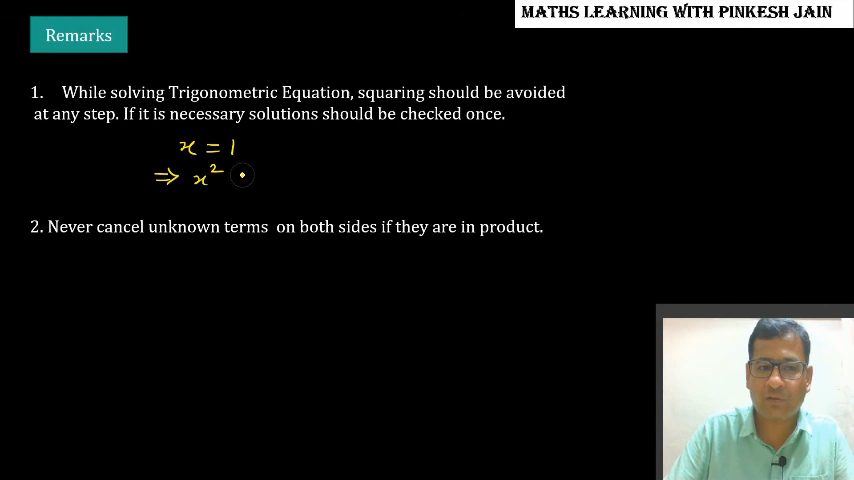 MATHS LEARNING WITH PINKESH JAIN
Remarks
1. While solving Trigonometric Equation, squaring should be avoided
at any step. If it is necessary solutions should be checked once.
x = 1
⇒ x²
2. Never cancel unknown terms on both sides if they are in product.